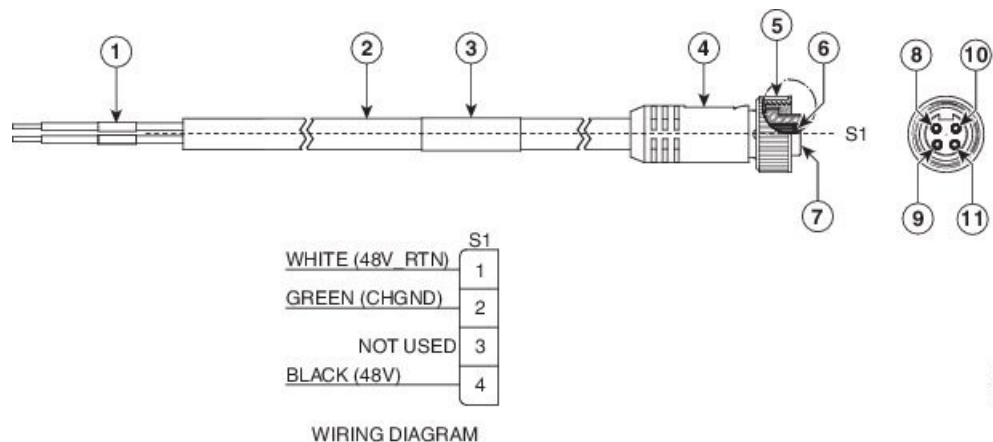 1
2
3
4
5
6
8
10
S1
7
9
11
S1
WHITE (48V_RTN) 1
GREEN (CHGND) 2
NOT USED 3
BLACK (48V) 4
WIRING DIAGRAM